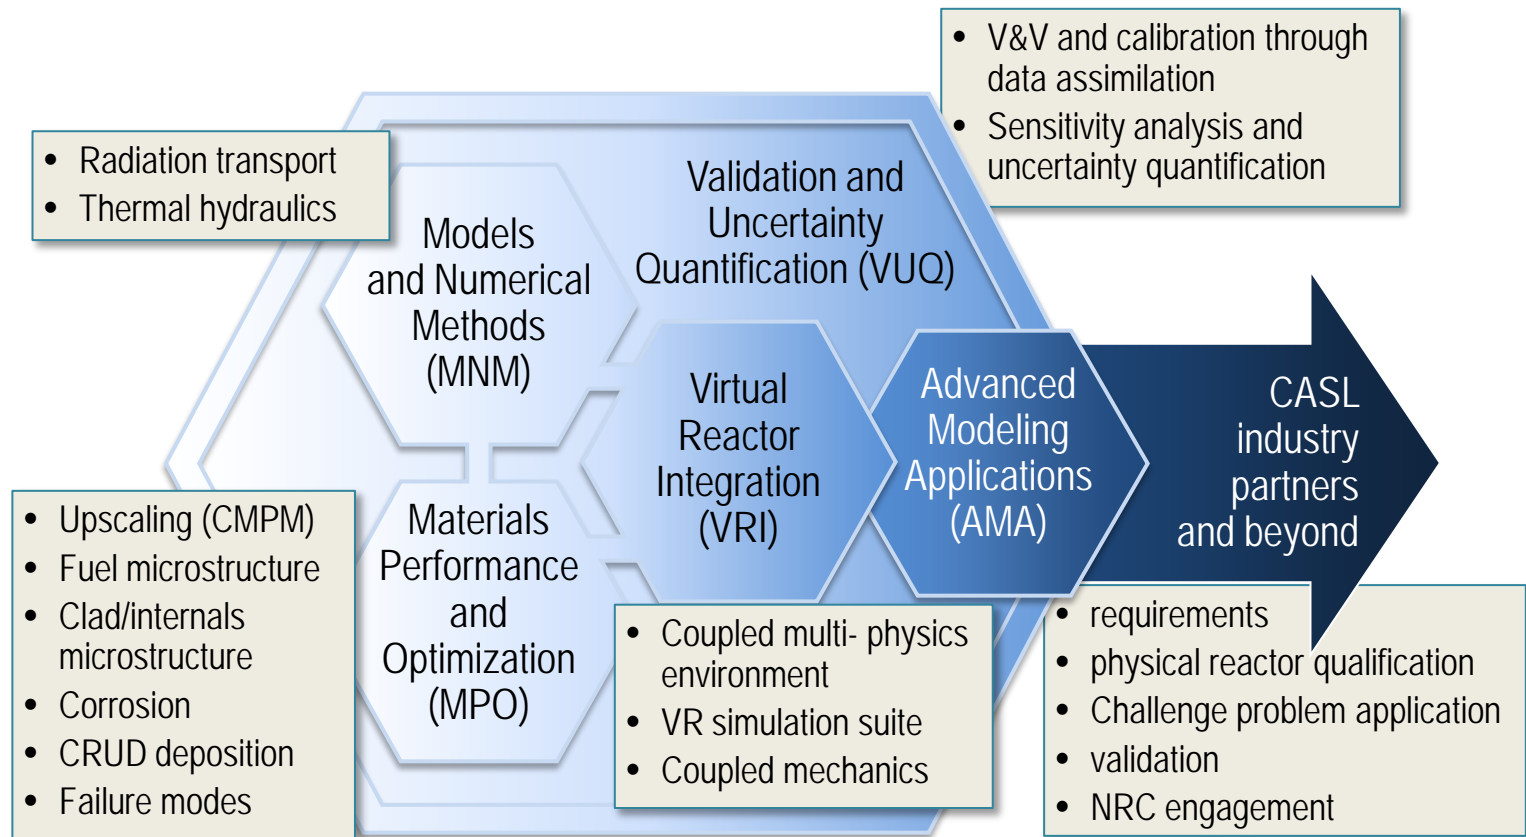 • V&V and calibration through
data assimilation
• Sensitivity analysis and
uncertainty quantification
• Radiation transport
• Thermal hydraulics
Validation and
Uncertainty
Quantification (VUQ)
Models
and Numerical
Methods
(MNM)
Virtual
Reactor
Integration
(VRI)
Advanced
Modeling
Applications
(AMA)
CASL
industry
partners
and beyond
• Upscaling (CMPM)
• Fuel microstructure
• Clad/internals
microstructure
• Corrosion
• CRUD deposition
• Failure modes
Materials
Performance
and
Optimization
(MPO)
• Coupled multi- physics
environment
• VR simulation suite
• Coupled mechanics
• requirements
• physical reactor qualification
• Challenge problem application
• validation
• NRC engagement